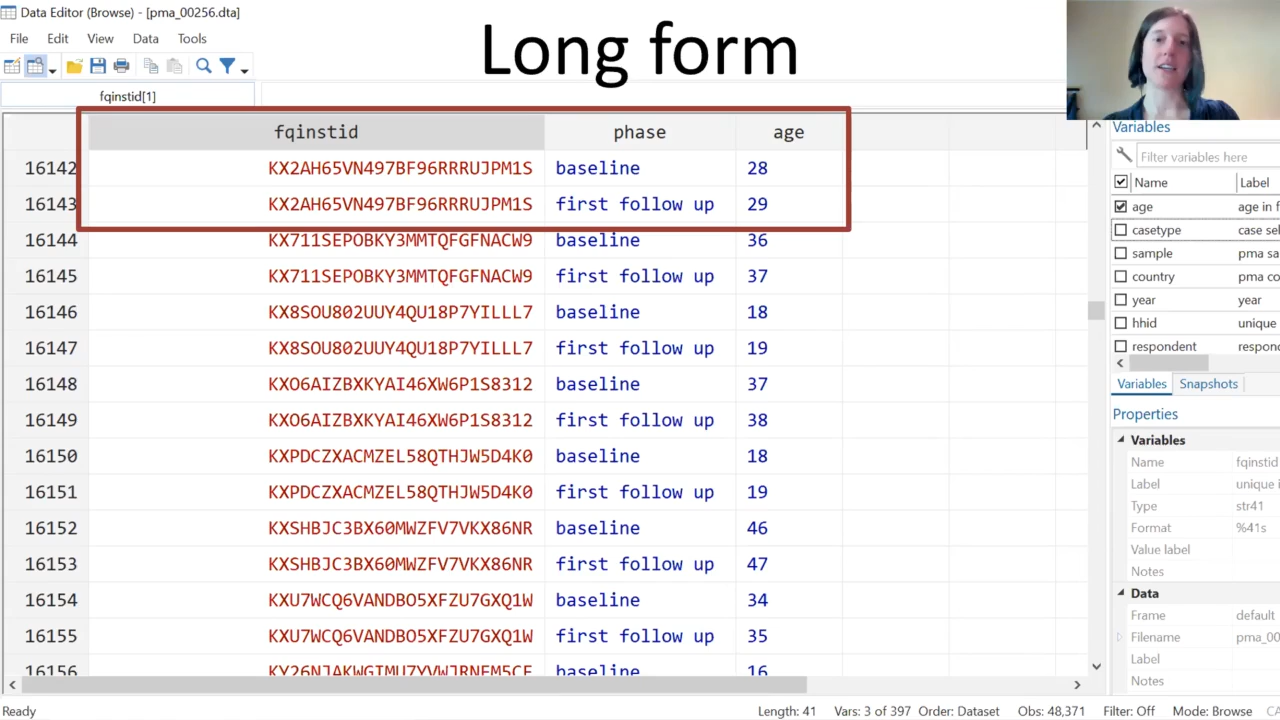 Data Editor (Browse) - [pma_00256.dta]
File Edit View Data Tools
Long form
fqinstid[1]
fqinstid phase age
16142 KX2AH65VN497BF96RRRUJPM1S baseline 28
16143 KX2AH65VN497BF96RRRUJPM1S first follow up 29
16144 KX711SEPOBKY3MMTQFGFNACW9 baseline 36
16145 KX711SEPOBKY3MMTQFGFNACW9 first follow up 37
16146 KX8SOU802UUY4QU18P7YILLL7 baseline 18
16147 KX8SOU802UUY4QU18P7YILLL7 first follow up 19
16148 KXO6AIZBXKYAI46XW6P1S8312 baseline 37
16149 KXO6AIZBXKYAI46XW6P1S8312 first follow up 38
16150 KXPDCZXACMZEL58QTHJW5D4K0 baseline 18
16151 KXPDCZXACMZEL58QTHJW5D4K0 first follow up 19
16152 KXSHBJC3BX60MWZFV7VKX86NR baseline 46
16153 KXSHBJC3BX60MWZFV7VKX86NR first follow up 47
16154 KXU7WCQ6VANDBO5XFZU7GXQ1W baseline 34
16155 KXU7WCQ6VANDBO5XFZU7GXQ1W first follow up 35
16156 baseline 16
Variables
Filter variables here
Name Label
age age in f
casetype case sel
sample pma sa
country pma co
year year
hhid unique
respondent respon
Variables Snapshots
Properties
Variables
Name fqinstid
Label unique i
Type str41
Format %41s
Value label
Notes
Data
Frame default
Filename pma_00
Label
Notes
Ready Length: 41 Vars: 3 of 397 Order: Dataset Obs: 48,371 Filter: Off Mode: Browse CA